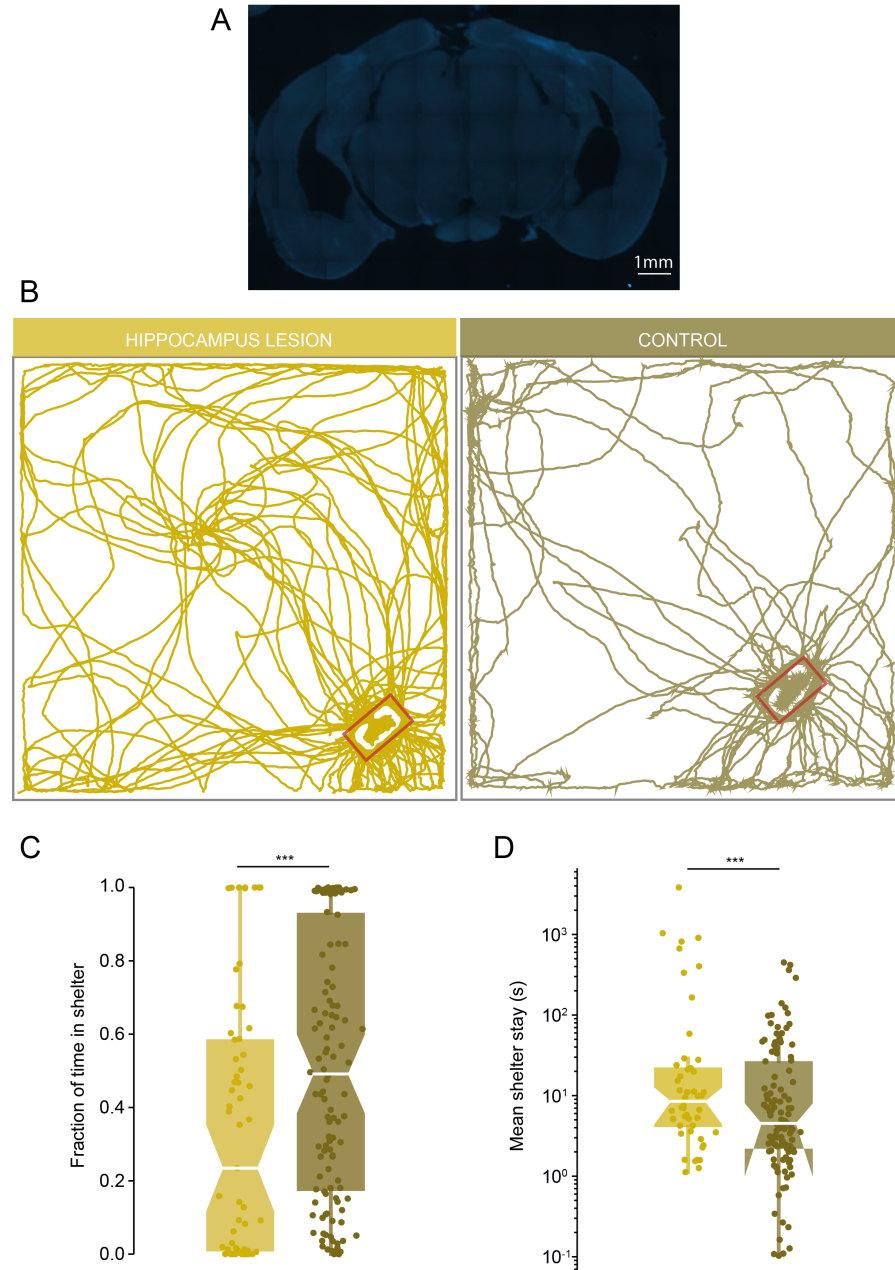 A
1mm
B
HIPPOCAMPUS LESION
CONTROL
C
***
1.0
0.8
0.6
0.4
0.2
0.0
Fraction of time in shelter
D
***
10³
10²
10¹
10⁰
10⁻¹
Mean shelter stay (s)